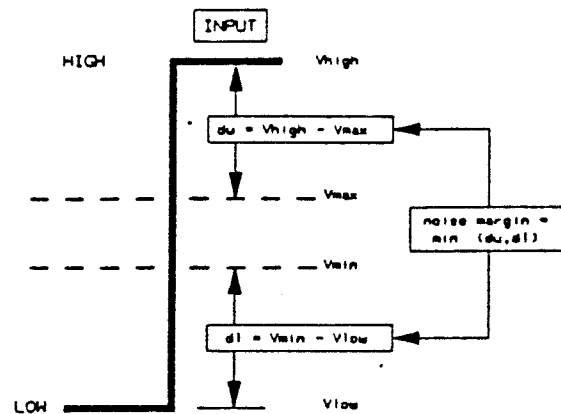 INPUT
HIGH
Vhigh
du = Vhigh - Vmax
Vmax
noise margin =
min (du,dl)
Vmin
dl = Vmin - Vlow
LOW
Vlow